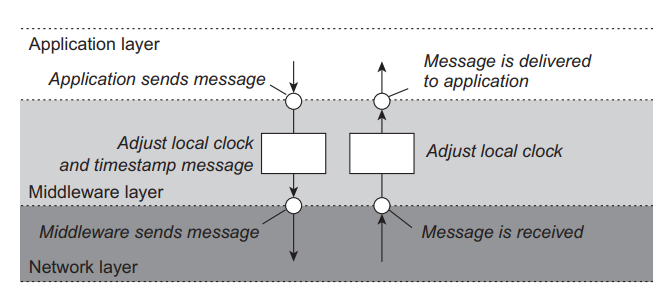 Application layer
Application sends message
Message is delivered
to application
Adjust local clock
and timestamp message
Adjust local clock
Middleware layer
Middleware sends message
Message is received
Network layer